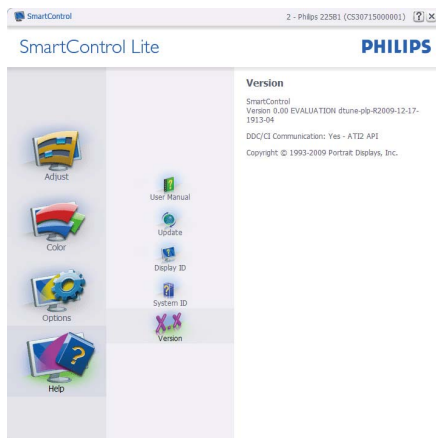 SmartControl
2 - Philips 225B1 (CS30715000001)
SmartControl Lite
PHILIPS
Adjust
Color
Options
Help
User Manual
Update
Display ID
System ID
X.X
Version
Version
SmartControl
Version 0.00 EVALUATION dtune-plp-R2009-12-17-
1913-04
DDC/CI Communication: Yes - ATI2 API
Copyright © 1993-2009 Portrait Displays, Inc.